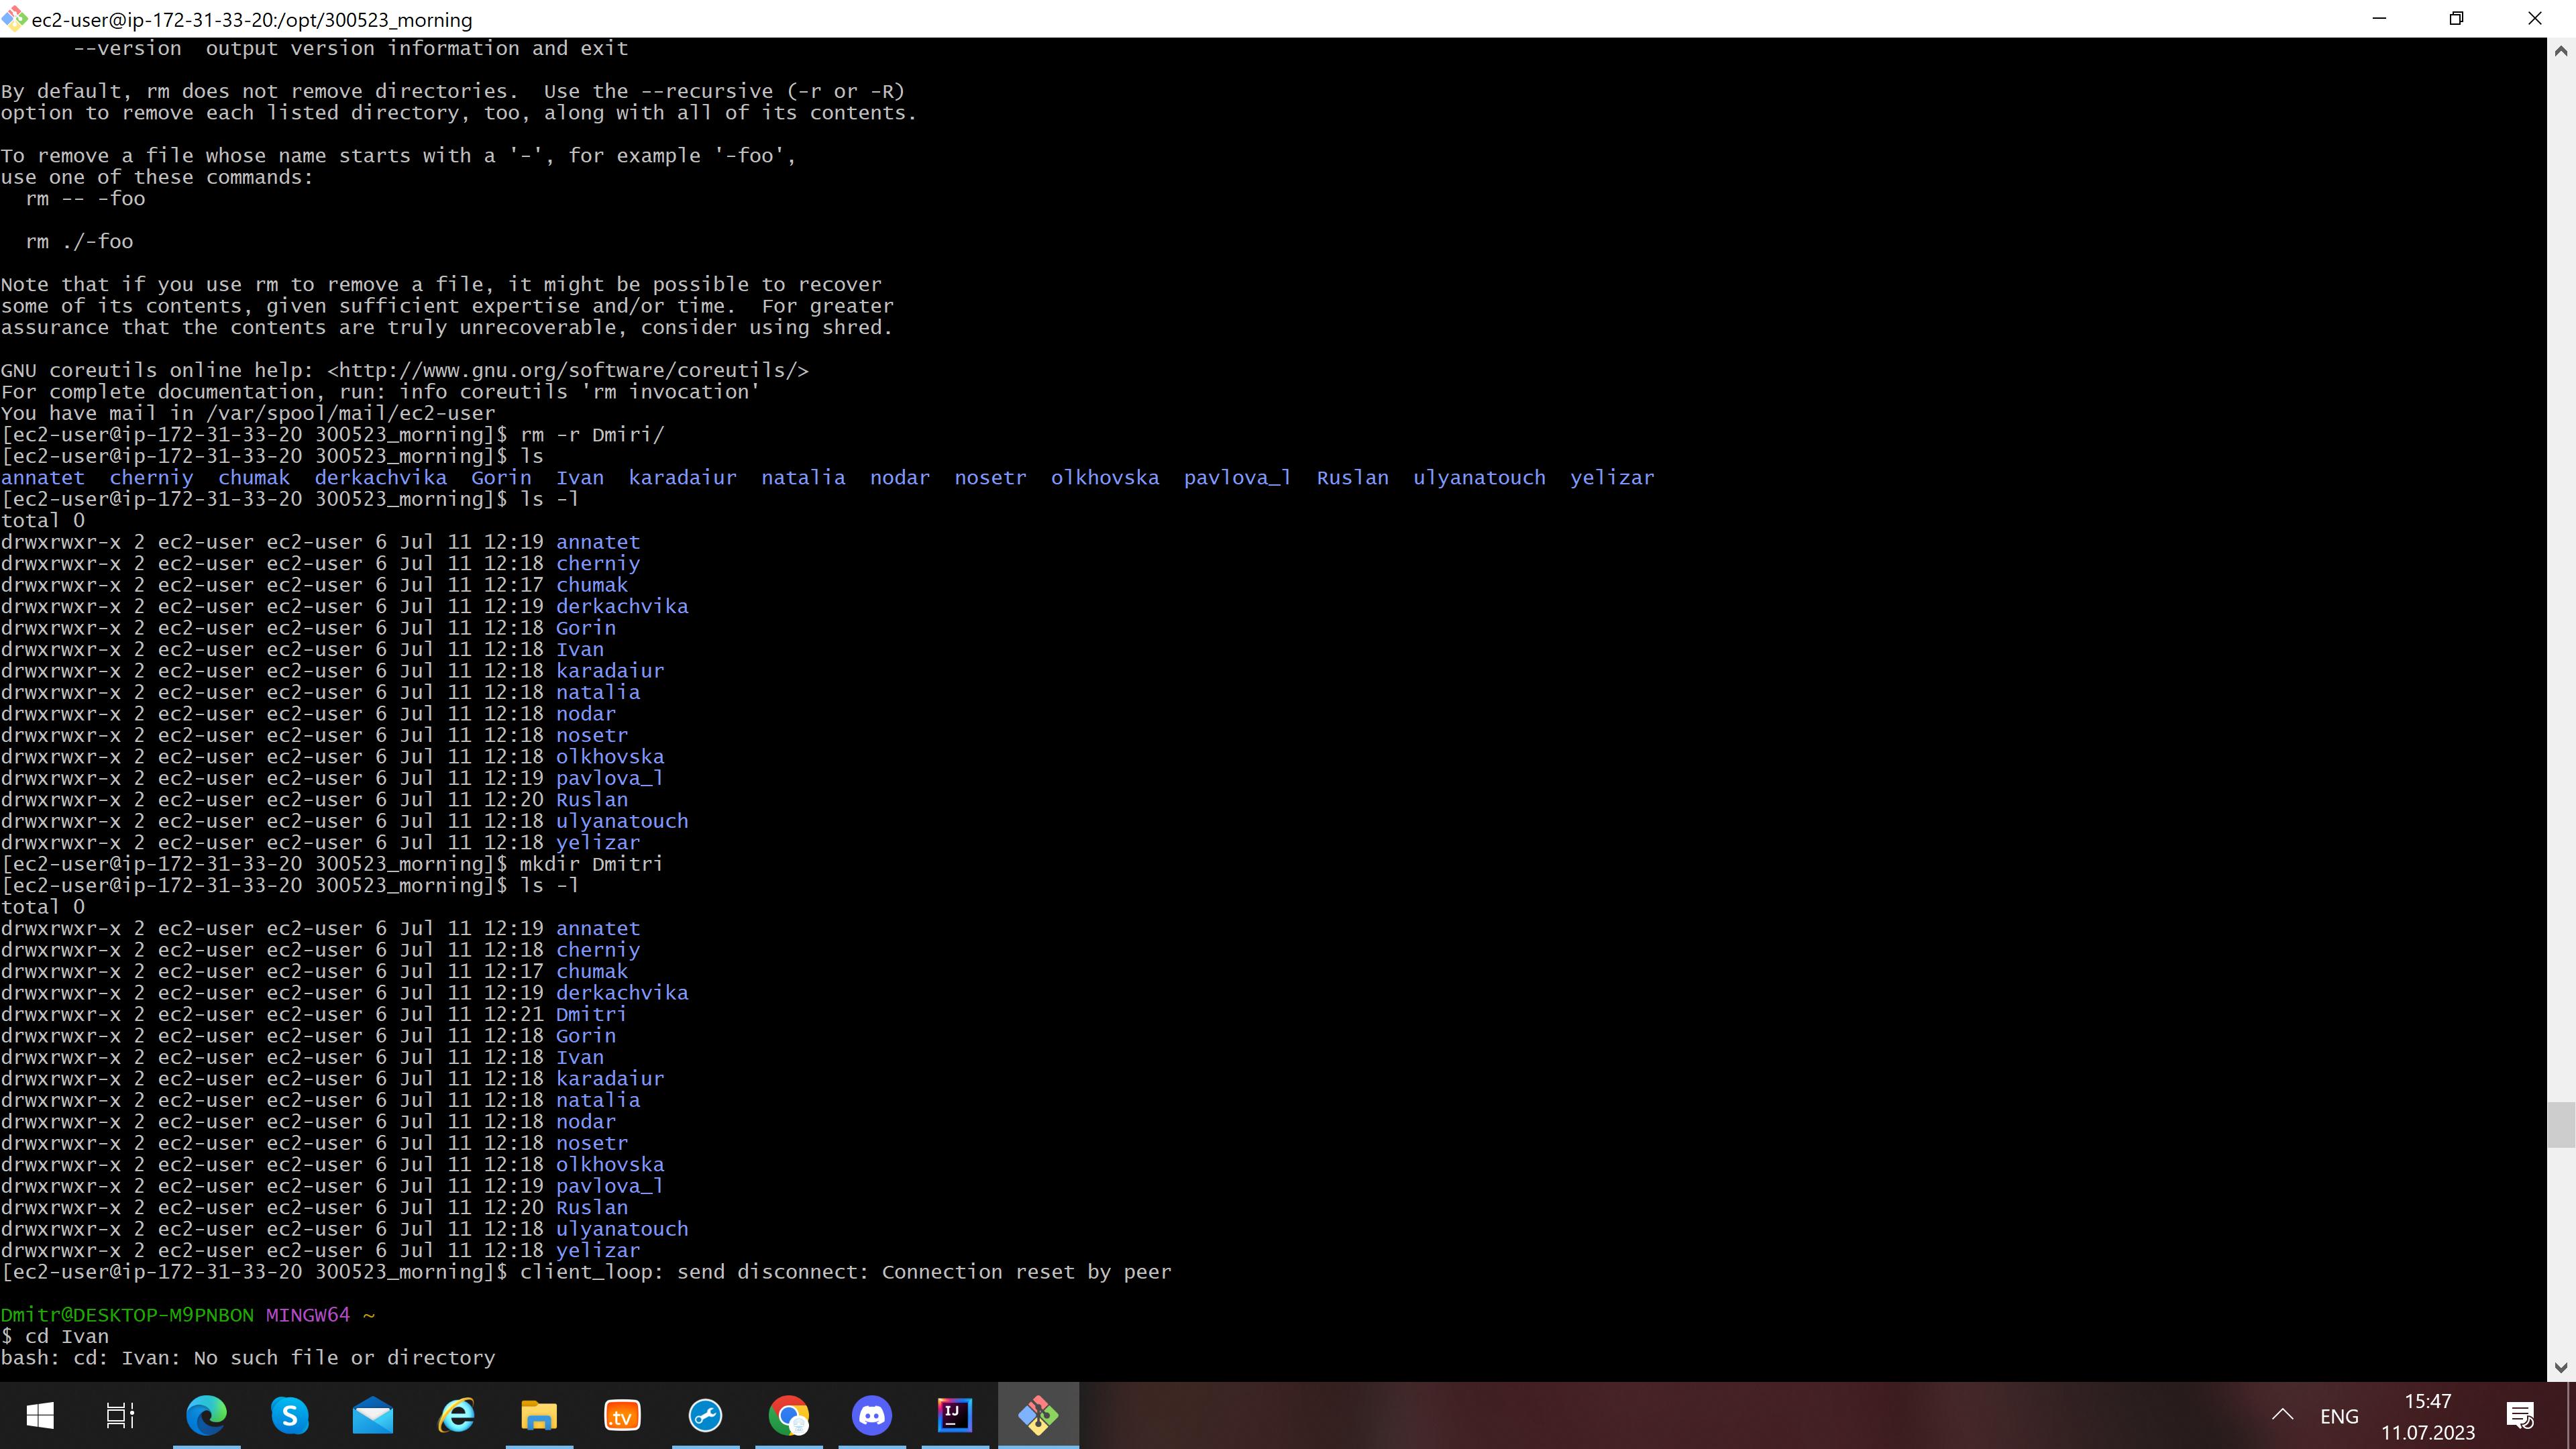 ec2-user@ip-172-31-33-20:/opt/300523_morning
      --version  output version information and exit
By default, rm does not remove directories.  Use the --recursive (-r or -R)
option to remove each listed directory, too, along with all of its contents.
To remove a file whose name starts with a '-', for example '-foo',
use one of these commands:
  rm -- -foo
  rm ./-foo
Note that if you use rm to remove a file, it might be possible to recover
some of its contents, given sufficient expertise and/or time.  For greater
assurance that the contents are truly unrecoverable, consider using shred.
GNU coreutils online help: <http://www.gnu.org/software/coreutils/>
For complete documentation, run: info coreutils 'rm invocation'
You have mail in /var/spool/mail/ec2-user
[ec2-user@ip-172-31-33-20 300523_morning]$ rm -r Dmiri/
[ec2-user@ip-172-31-33-20 300523_morning]$ ls
annatet  cherniy  chumak  derkachvika  Gorin  Ivan  karadaiur  natalia  nodar  nosetr  olkhovska  pavlova_l  Ruslan  ulyanatouch  yelizar
[ec2-user@ip-172-31-33-20 300523_morning]$ ls -l
total 0
drwxrwxr-x 2 ec2-user ec2-user 6 Jul 11 12:19 annatet
drwxrwxr-x 2 ec2-user ec2-user 6 Jul 11 12:18 cherniy
drwxrwxr-x 2 ec2-user ec2-user 6 Jul 11 12:17 chumak
drwxrwxr-x 2 ec2-user ec2-user 6 Jul 11 12:19 derkachvika
drwxrwxr-x 2 ec2-user ec2-user 6 Jul 11 12:18 Gorin
drwxrwxr-x 2 ec2-user ec2-user 6 Jul 11 12:18 Ivan
drwxrwxr-x 2 ec2-user ec2-user 6 Jul 11 12:18 karadaiur
drwxrwxr-x 2 ec2-user ec2-user 6 Jul 11 12:18 natalia
drwxrwxr-x 2 ec2-user ec2-user 6 Jul 11 12:18 nodar
drwxrwxr-x 2 ec2-user ec2-user 6 Jul 11 12:18 nosetr
drwxrwxr-x 2 ec2-user ec2-user 6 Jul 11 12:18 olkhovska
drwxrwxr-x 2 ec2-user ec2-user 6 Jul 11 12:19 pavlova_l
drwxrwxr-x 2 ec2-user ec2-user 6 Jul 11 12:20 Ruslan
drwxrwxr-x 2 ec2-user ec2-user 6 Jul 11 12:18 ulyanatouch
drwxrwxr-x 2 ec2-user ec2-user 6 Jul 11 12:18 yelizar
[ec2-user@ip-172-31-33-20 300523_morning]$ mkdir Dmitri
[ec2-user@ip-172-31-33-20 300523_morning]$ ls -l
total 0
drwxrwxr-x 2 ec2-user ec2-user 6 Jul 11 12:19 annatet
drwxrwxr-x 2 ec2-user ec2-user 6 Jul 11 12:18 cherniy
drwxrwxr-x 2 ec2-user ec2-user 6 Jul 11 12:17 chumak
drwxrwxr-x 2 ec2-user ec2-user 6 Jul 11 12:19 derkachvika
drwxrwxr-x 2 ec2-user ec2-user 6 Jul 11 12:21 Dmitri
drwxrwxr-x 2 ec2-user ec2-user 6 Jul 11 12:18 Gorin
drwxrwxr-x 2 ec2-user ec2-user 6 Jul 11 12:18 Ivan
drwxrwxr-x 2 ec2-user ec2-user 6 Jul 11 12:18 karadaiur
drwxrwxr-x 2 ec2-user ec2-user 6 Jul 11 12:18 natalia
drwxrwxr-x 2 ec2-user ec2-user 6 Jul 11 12:18 nodar
drwxrwxr-x 2 ec2-user ec2-user 6 Jul 11 12:18 nosetr
drwxrwxr-x 2 ec2-user ec2-user 6 Jul 11 12:18 olkhovska
drwxrwxr-x 2 ec2-user ec2-user 6 Jul 11 12:19 pavlova_l
drwxrwxr-x 2 ec2-user ec2-user 6 Jul 11 12:20 Ruslan
drwxrwxr-x 2 ec2-user ec2-user 6 Jul 11 12:18 ulyanatouch
drwxrwxr-x 2 ec2-user ec2-user 6 Jul 11 12:18 yelizar
[ec2-user@ip-172-31-33-20 300523_morning]$ client_loop: send disconnect: Connection reset by peer
Dmitr@DESKTOP-M9PNBON MINGW64 ~
$ cd Ivan
bash: cd: Ivan: No such file or directory
S
.tv
IJ
ENG
15:47
11.07.2023